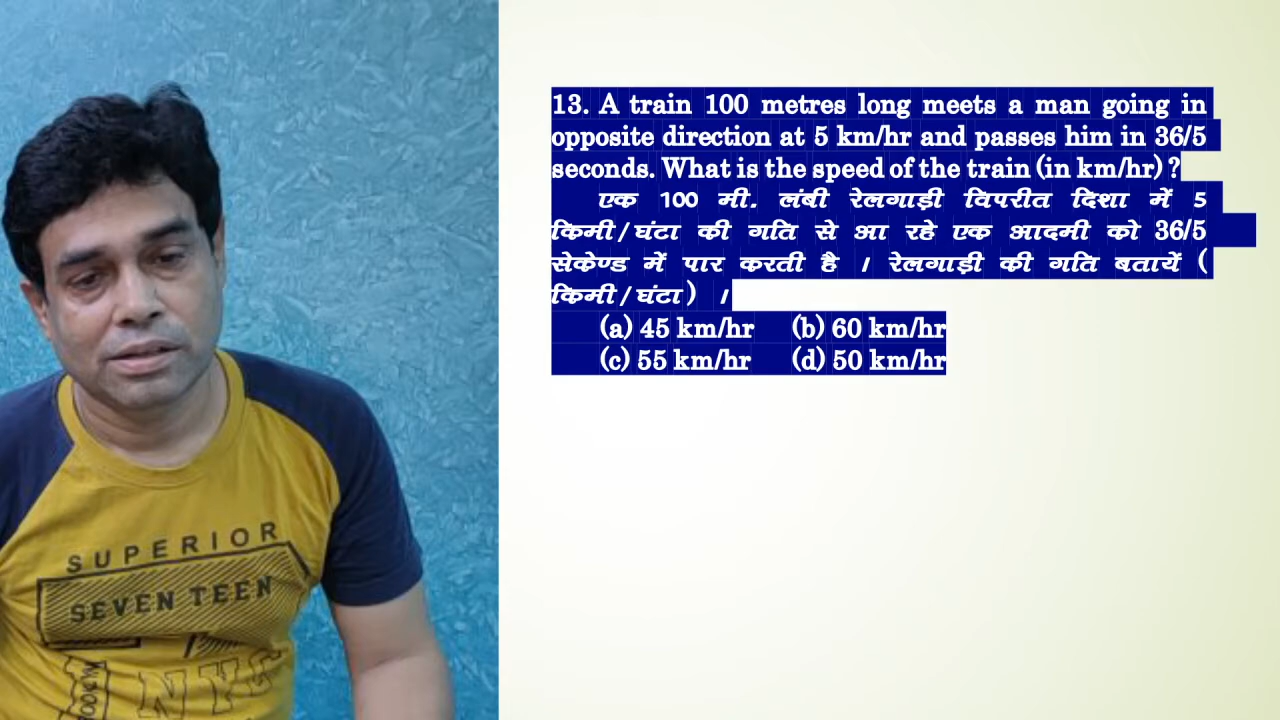 SUPERIOR
SEVEN TEEN
NYC
13. A train 100 metres long meets a man going in
opposite direction at 5 km/hr and passes him in 36/5
seconds. What is the speed of the train (in km/hr) ?
एक 100 मी. लंबी रेलगाड़ी विपरीत दिशा में 5
किमी/घंटा की गति से आ रहे एक आदमी को 36/5
सेकेण्ड में पार करती है । रेलगाड़ी की गति बतायें (
किमी/घंटा) ।
(a) 45 km/hr (b) 60 km/hr
(c) 55 km/hr (d) 50 km/hr